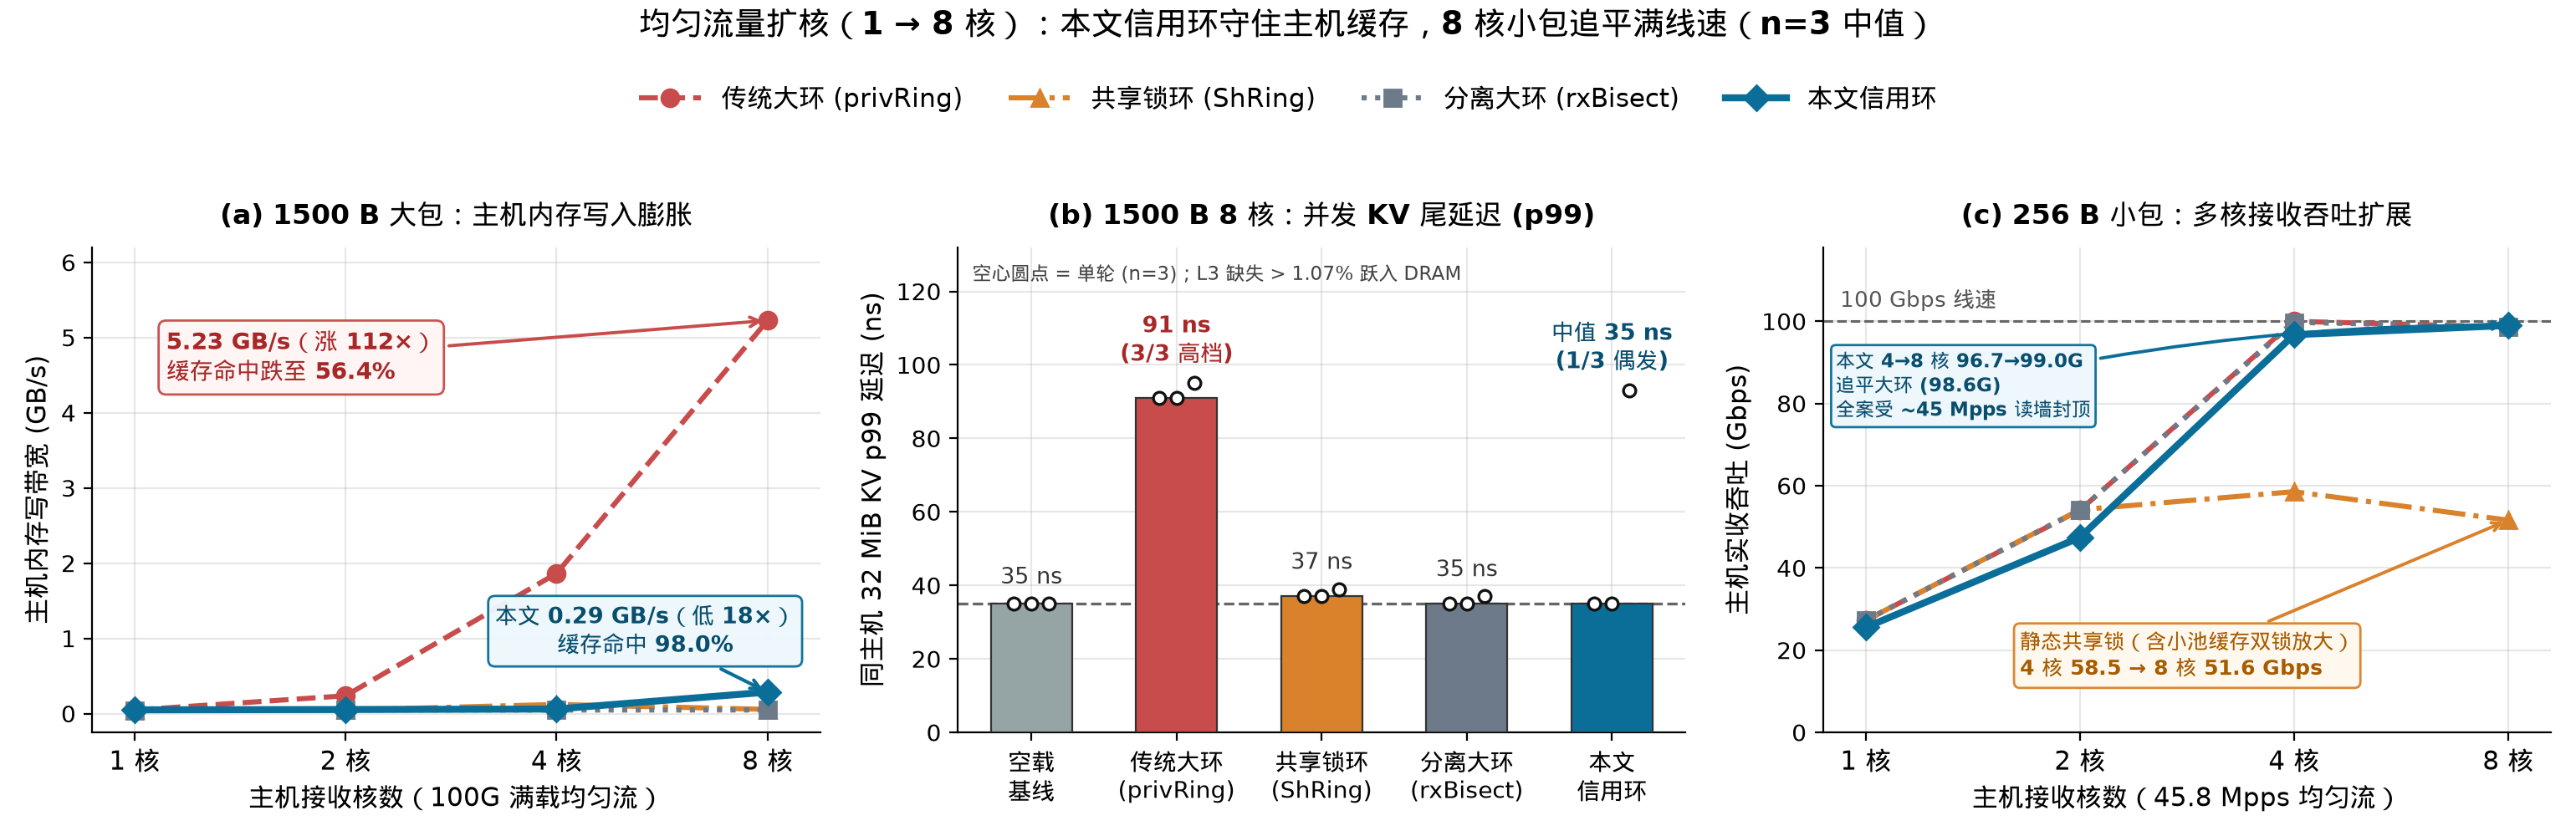 均匀流量扩核（1 → 8 核）：本文信用环守住主机缓存，8 核小包追平满线速（n=3 中值）
传统大环 (privRing)
共享锁环 (ShRing)
分离大环 (rxBisect)
本文信用环
(a) 1500 B 大包：主机内存写入膨胀
主机内存写带宽 (GB/s)
6
5
4
3
2
1
0
5.23 GB/s（涨 112×）
缓存命中跌至 56.4%
本文 0.29 GB/s（低 18×）
缓存命中 98.0%
1 核
2 核
4 核
8 核
主机接收核数（100G 满载均匀流）
(b) 1500 B 8 核：并发 KV 尾延迟 (p99)
同主机 32 MiB KV p99 延迟 (ns)
120
100
80
60
40
20
0
空心圆点 = 单轮 (n=3)；L3 缺失 > 1.07% 跃入 DRAM
35 ns
91 ns
(3/3 高档)
37 ns
35 ns
中值 35 ns
(1/3 偶发)
空载
基线
传统大环
(privRing)
共享锁环
(ShRing)
分离大环
(rxBisect)
本文
信用环
(c) 256 B 小包：多核接收吞吐扩展
主机实收吞吐 (Gbps)
100
80
60
40
20
0
100 Gbps 线速
本文 4→8 核 96.7→99.0G
追平大环 (98.6G)
全案受 ~45 Mpps 读墙封顶
静态共享锁（含小池缓存双锁放大）
4 核 58.5 → 8 核 51.6 Gbps
1 核
2 核
4 核
8 核
主机接收核数（45.8 Mpps 均匀流）